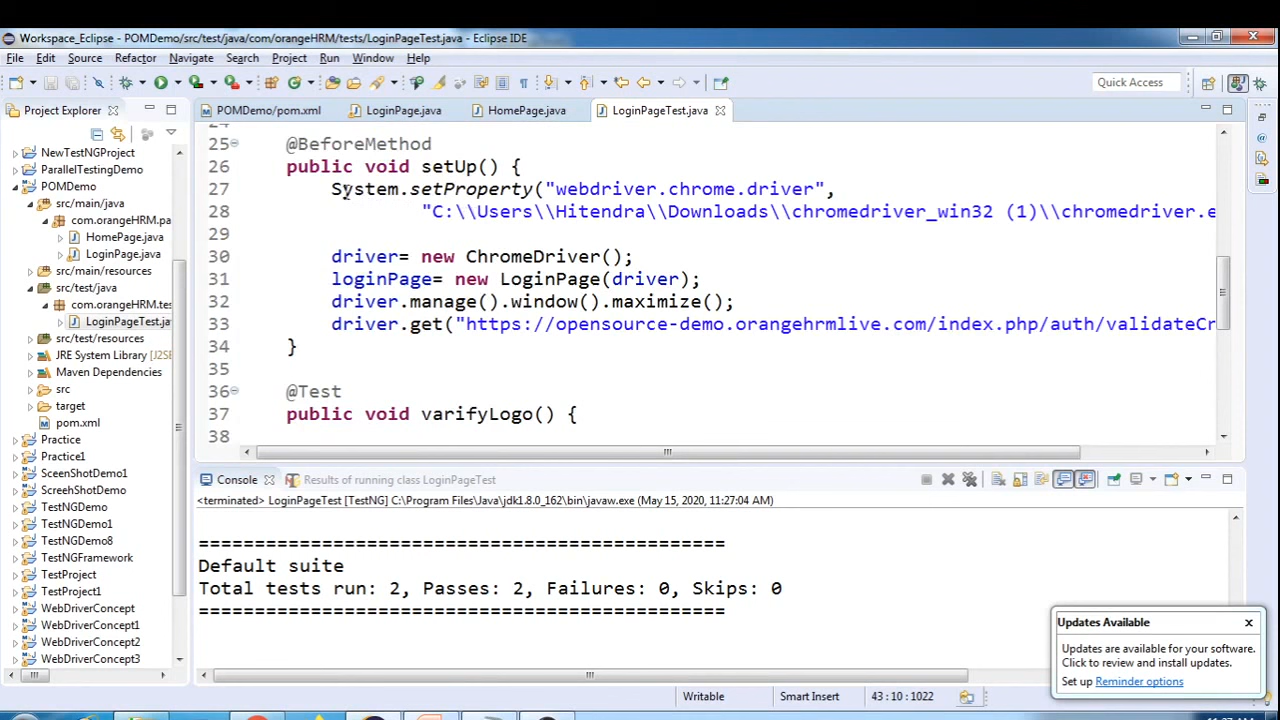 Workspace_Eclipse - POMDemo/src/test/java/com/orangeHRM/tests/LoginPageTest.java - Eclipse IDE
File Edit Source Refactor Navigate Search Project Run Window Help
Quick Access
Project Explorer
POMDemo/pom.xml LoginPage.java HomePage.java LoginPageTest.java
NewTestNGProject
ParallelTestingDemo
POMDemo
src/main/java
com.orangeHRM.pa
HomePage.java
LoginPage.java
src/main/resources
src/test/java
com.orangeHRM.tes
LoginPageTest.jav
src/test/resources
JRE System Library [J2SE
Maven Dependencies
src
target
pom.xml
Practice
Practice1
SceenShotDemo1
ScreehShotDemo
TestNGDemo
TestNGDemo1
TestNGDemo8
TestNGFramework
TestProject
TestProject1
WebDriverConcept
WebDriverConcept1
WebDriverConcept2
WebDriverConcept3
25 @BeforeMethod
26 public void setUp() {
27 System.setProperty("webdriver.chrome.driver",
28 "C:\\Users\\Hitendra\\Downloads\\chromedriver_win32 (1)\\chromedriver.e
29
30 driver= new ChromeDriver();
31 loginPage= new LoginPage(driver);
32 driver.manage().window().maximize();
33 driver.get("https://opensource-demo.orangehrmlive.com/index.php/auth/validateCr
34 }
35
36 @Test
37 public void varifyLogo() {
38
Console Results of running class LoginPageTest
<terminated> LoginPageTest [TestNG] C:\Program Files\Java\jdk1.8.0_162\bin\javaw.exe (May 15, 2020, 11:27:04 AM)
===============================================
Default suite
Total tests run: 2, Passes: 2, Failures: 0, Skips: 0
===============================================
Updates Available
Updates are available for your software.
Click to review and install updates.
Set up Reminder options
Writable Smart Insert 43 : 10 : 1022